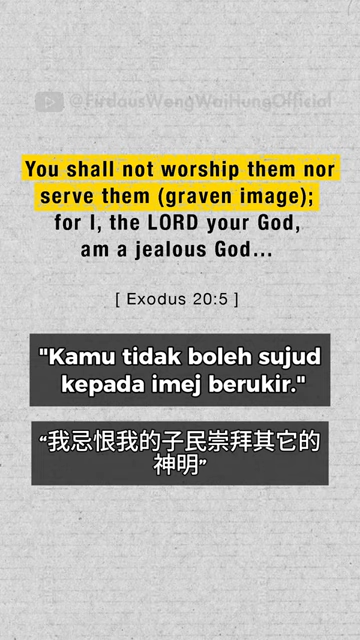 @FirdausWongWaiHungOfficial
You shall not worship them nor
serve them (graven image);
for I, the LORD your God,
am a jealous God...
[ Exodus 20:5 ]
"Kamu tidak boleh sujud
kepada imej berukir."
“我忌恨我的子民崇拜其它的
神明”